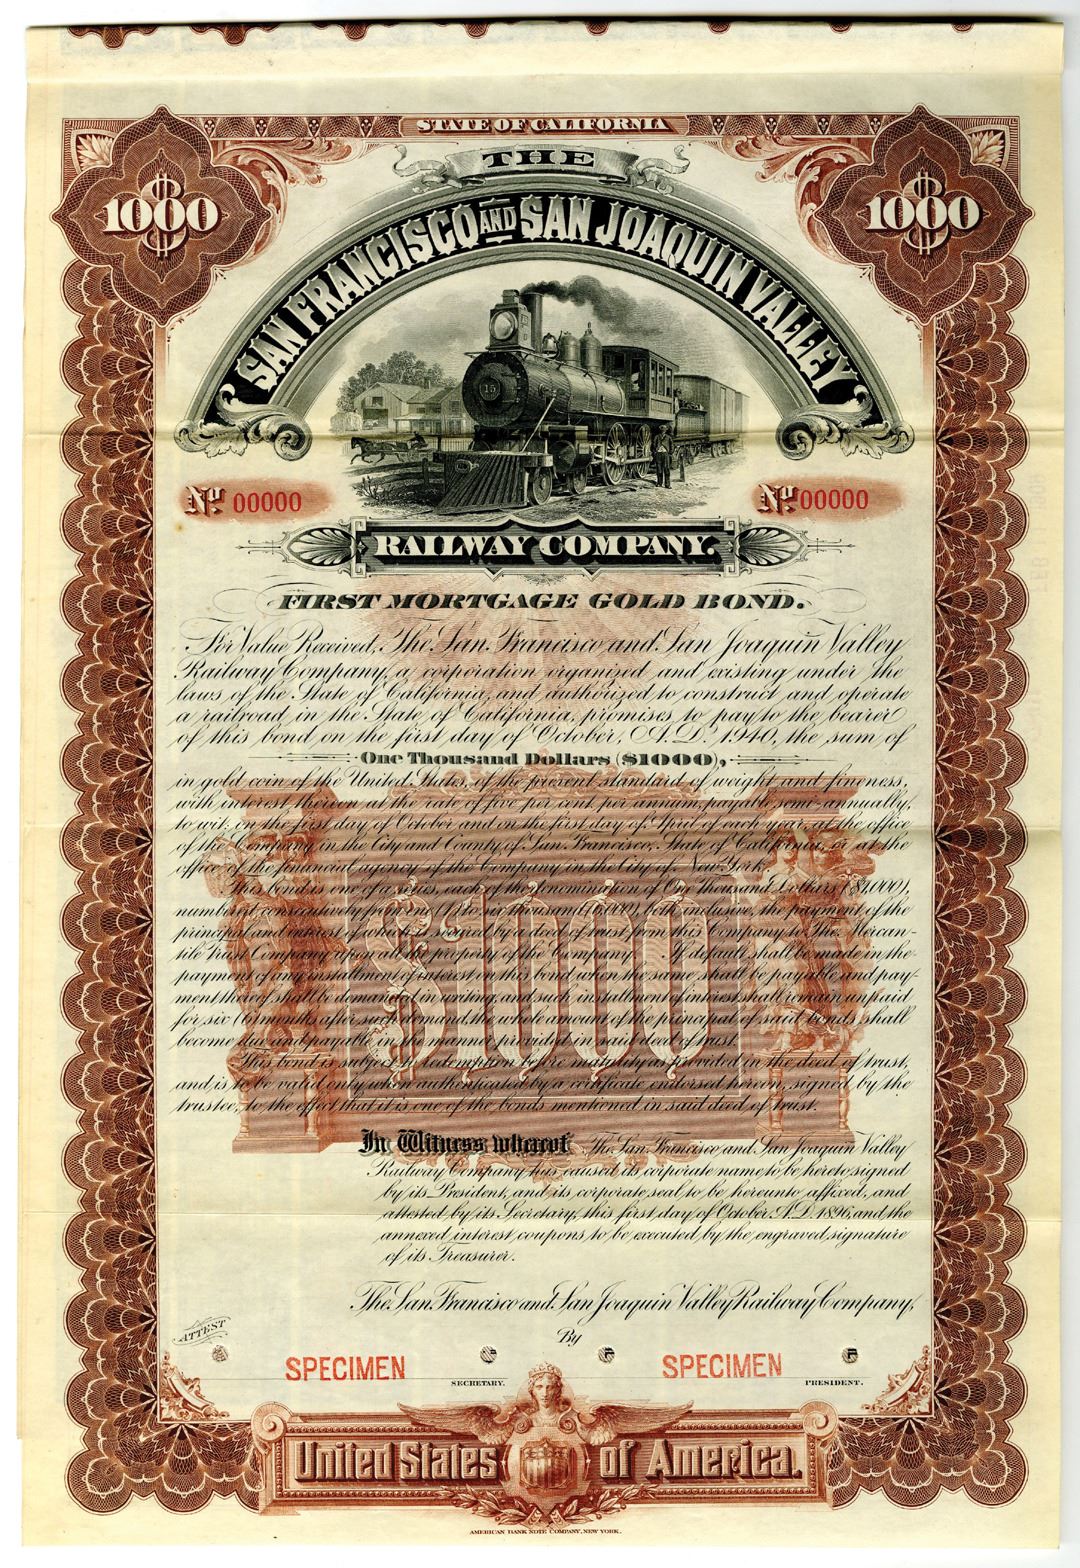 STATE OF CALIFORNIA
$1000
THE
$1000
SAN FRANCISCO AND SAN JOAQUIN VALLEY
No 00000
No 00000
RAILWAY COMPANY.
FIRST MORTGAGE GOLD BOND.
For Value Received, The San Francisco and San Joaquin Valley
Railway Company, a corporation organized and existing under the
laws of the State of California, and authorized to construct and operate
a railroad in the State of California, promises to pay to the bearer
of this bond on the first day of October, A.D. 1940, the sum of
One Thousand Dollars ($1000),
in gold coin of the United States, of the present standard of weight and fineness,
with interest thereon at the rate of five per cent. per annum, payable semi-annually,
to wit: on the first day of October and on the first day of April of each year at the office
of the Company in the City and County of San Francisco, State of California, or at the
office of the financial agency of the Company in the City of New York.
This bond is one of a series, each of the denomination of One Thousand Dollars ($1,000),
numbered consecutively from one (1) to six thousand (6,000), both inclusive, the payment of the
principal and interest of which is secured by a deed of trust from this Company to The Mercan-
tile Trust Company upon all the property of the Company. If default shall be made in the
payment of any installment of interest on this bond when the same shall be payable, and pay-
ment thereof shall be demanded in writing, and such installment of interest shall remain unpaid
for six (6) months after such demand, the whole amount of the principal of said bonds shall
become due and payable in the manner provided in said deed of trust.
This bond is subject to redemption before maturity as provided in the deed of trust,
and is to be valid only when authenticated by a certificate endorsed hereon, signed by the
trustee, to the effect that it is one of the bonds mentioned in said deed of trust.
$1000
In Witness whereof, The San Francisco and San Joaquin Valley
Railway Company has caused its corporate name to be hereto signed
by its President, and its corporate seal to be hereunto affixed, and
attested by its Secretary, this first day of October, A.D. 1896, and the
annexed interest coupons to be executed by the engraved signature
of its Treasurer.
The San Francisco and San Joaquin Valley Railway Company,
ATTEST
By
SPECIMEN
SPECIMEN
SECRETARY.
PRESIDENT.
United States of America.
AMERICAN BANK NOTE COMPANY, NEW YORK.